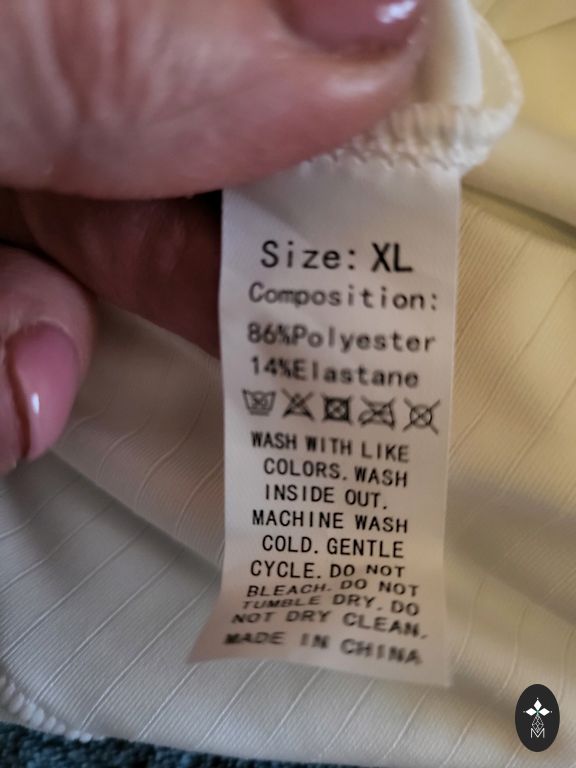 Size: XL
Composition:
86%Polyester
14%Elastane
30
WASH WITH LIKE
COLORS. WASH
INSIDE OUT.
MACHINE WASH
COLD. GENTLE
CYCLE. DO NOT
BLEACH. DO NOT
TUMBLE DRY. DO
NOT DRY CLEAN.
MADE IN CHINA
M